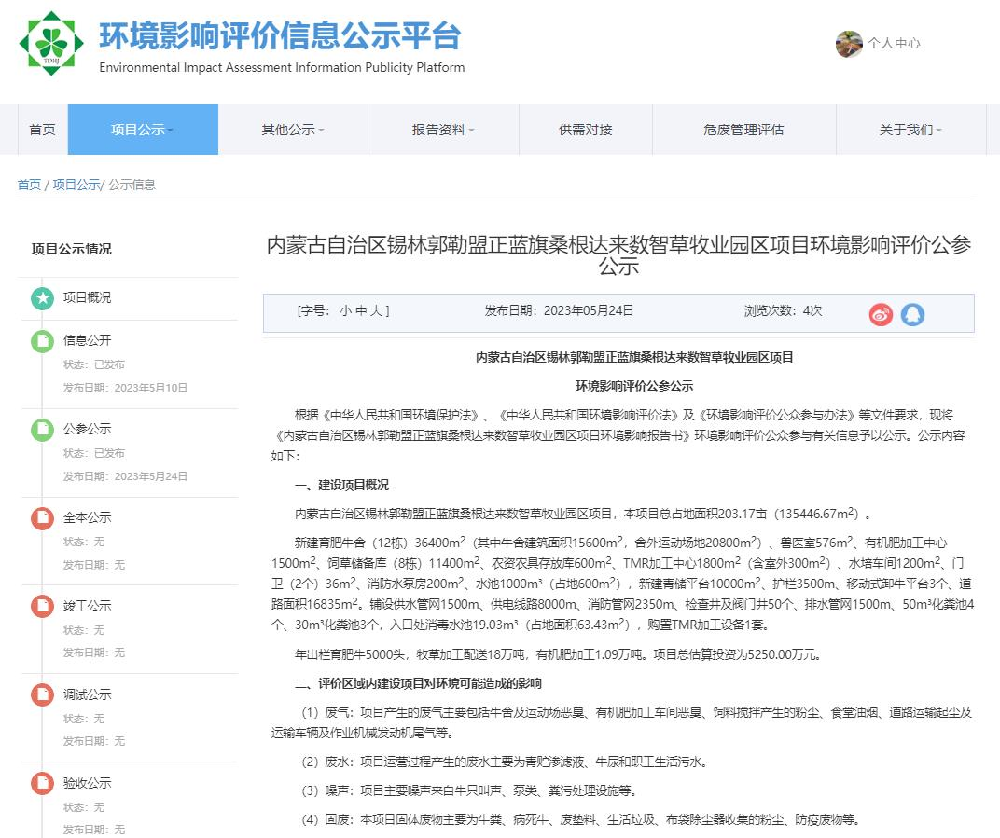 环境影响评价信息公示平台
Environmental Impact Assessment Information Publicity Platform
TDHJ
个人中心
首页
项目公示
其他公示
报告资料
供需对接
危废管理评估
关于我们
首页 / 项目公示/ 公示信息
项目公示情况
项目概况
信息公开
状态：已发布
发布日期：2023年5月10日
公参公示
状态：已发布
发布日期：2023年5月24日
全本公示
状态：无
发布日期：无
竣工公示
状态：无
发布日期：无
调试公示
状态：无
发布日期：无
验收公示
状态：无
发布日期：无
内蒙古自治区锡林郭勒盟正蓝旗桑根达来数智草牧业园区项目环境影响评价公参
公示
[字号： 小 中 大 ]
发布日期：2023年05月24日
浏览次数：4次
内蒙古自治区锡林郭勒盟正蓝旗桑根达来数智草牧业园区项目
环境影响评价公参公示
根据《中华人民共和国环境保护法》、《中华人民共和国环境影响评价法》及《环境影响评价公众参与办法》等文件要求，现将
《内蒙古自治区锡林郭勒盟正蓝旗桑根达来数智草牧业园区项目环境影响报告书》环境影响评价公众参与有关信息予以公示。公示内容
如下：
一、建设项目概况
内蒙古自治区锡林郭勒盟正蓝旗桑根达来数智草牧业园区项目，本项目总占地面积203.17亩（135446.67m²）。
新建育肥牛舍（12栋）36400m²（其中牛舍建筑面积15600m²，舍外运动场地20800m²）、兽医室576m²、有机肥加工中心
1500m²、饲草储备库（8栋）11400m²、农资农具存放库600m²、TMR加工中心1800m²（含室外300m²）、水培车间1200m²、门
卫（2个）36m²、消防水泵房200m²、水池1000m³（占地600m²），新建青储平台10000m²、护栏3500m、移动式卸牛平台3个、道
路面积16835m²。铺设供水管网1500m、供电线路8000m、消防管网2350m、检查井及阀门井50个、排水管网1500m、50m³化粪池4
个、30m³化粪池3个，入口处消毒水池19.03m³（占地面积63.43m²），购置TMR加工设备1套。
年出栏育肥牛5000头，牧草加工配送18万吨，有机肥加工1.09万吨。项目总估算投资为5250.00万元。
二、评价区域内建设项目对环境可能造成的影响
（1）废气：项目产生的废气主要包括牛舍及运动场恶臭、有机肥加工车间恶臭、饲料搅拌产生的粉尘、食堂油烟、道路运输起尘及
运输车辆及作业机械发动机尾气等。
（2）废水：项目运营过程产生的废水主要为青贮渗滤液、牛尿和职工生活污水。
（3）噪声：项目主要噪声来自牛只叫声、泵类、粪污处理设施等。
（4）固废：本项目固体废物主要为牛粪、病死牛、废垫料、生活垃圾、布袋除尘器收集的粉尘、防疫废物等。